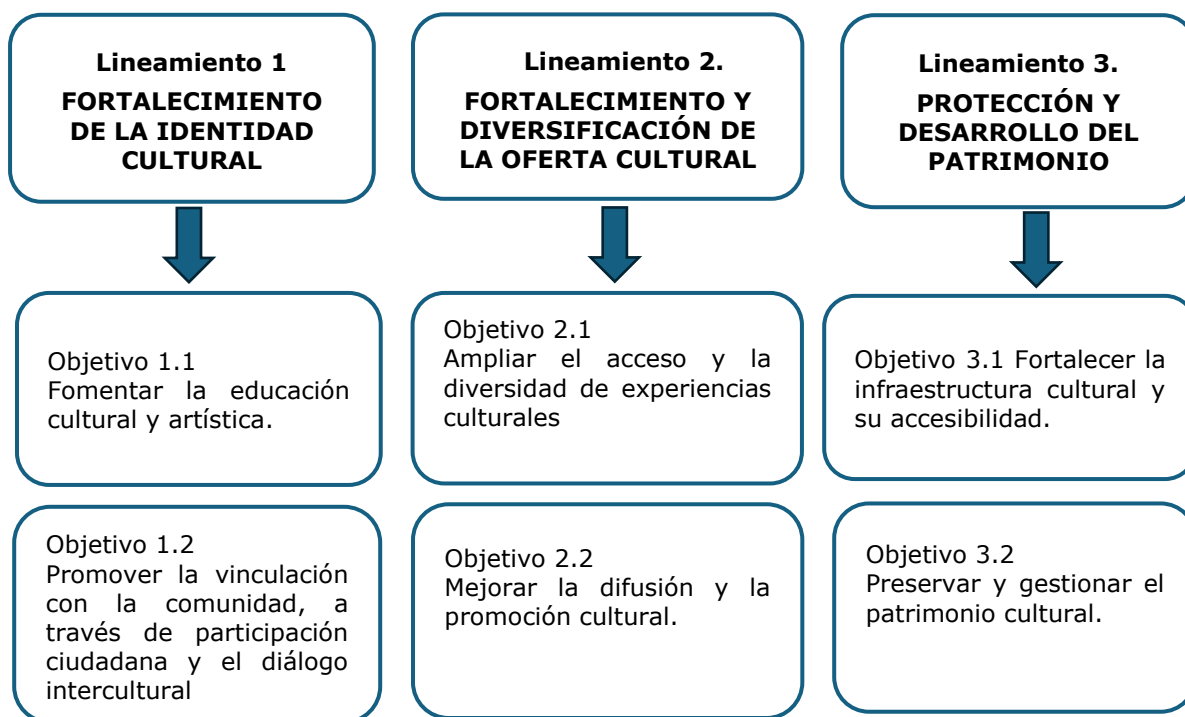 Lineamiento 1
FORTALECIMIENTO
DE LA IDENTIDAD
CULTURAL
Objetivo 1.1
Fomentar la educación
cultural y artística.
Objetivo 1.2
Promover la vinculación
con la comunidad, a
través de participación
ciudadana y el diálogo
intercultural
Lineamiento 2.
FORTALECIMIENTO Y
DIVERSIFICACIÓN DE
LA OFERTA CULTURAL
Objetivo 2.1
Ampliar el acceso y la
diversidad de experiencias
culturales
Objetivo 2.2
Mejorar la difusión y la
promoción cultural.
Lineamiento 3.
PROTECCIÓN Y
DESARROLLO DEL
PATRIMONIO
Objetivo 3.1 Fortalecer la
infraestructura cultural y
su accesibilidad.
Objetivo 3.2
Preservar y gestionar el
patrimonio cultural.